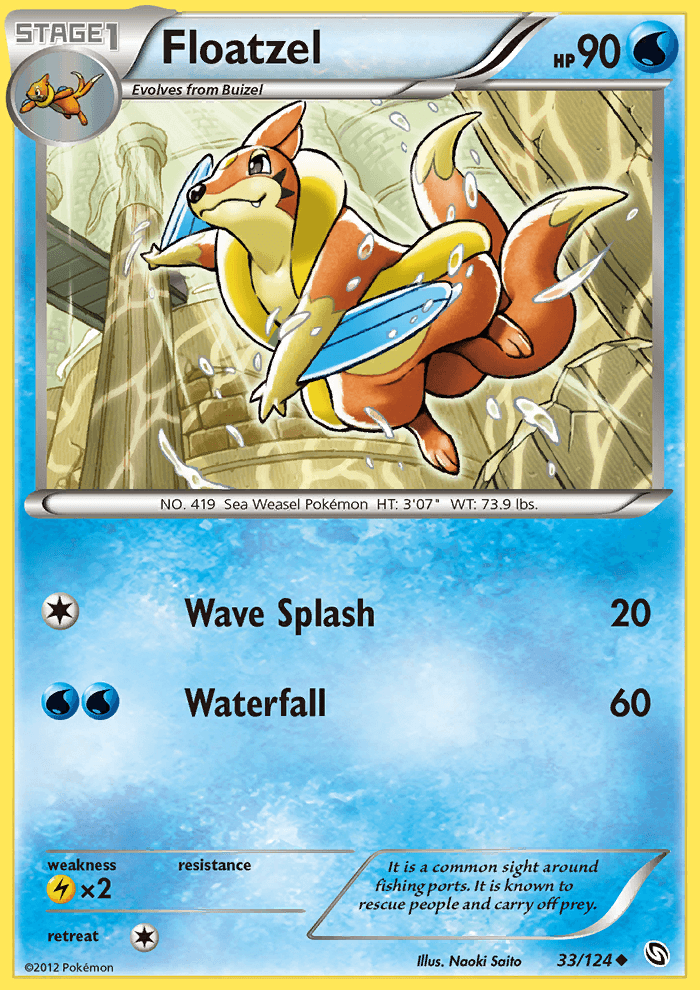 STAGE1
Floatzel
HP 90
Evolves from Buizel
NO. 419 Sea Weasel Pokémon HT: 3'07" WT: 73.9 lbs.
Wave Splash 20
Waterfall 60
weakness resistance
×2
It is a common sight around
fishing ports. It is known to
rescue people and carry off prey.
retreat
©2012 Pokémon
Illus. Naoki Saito 33/124